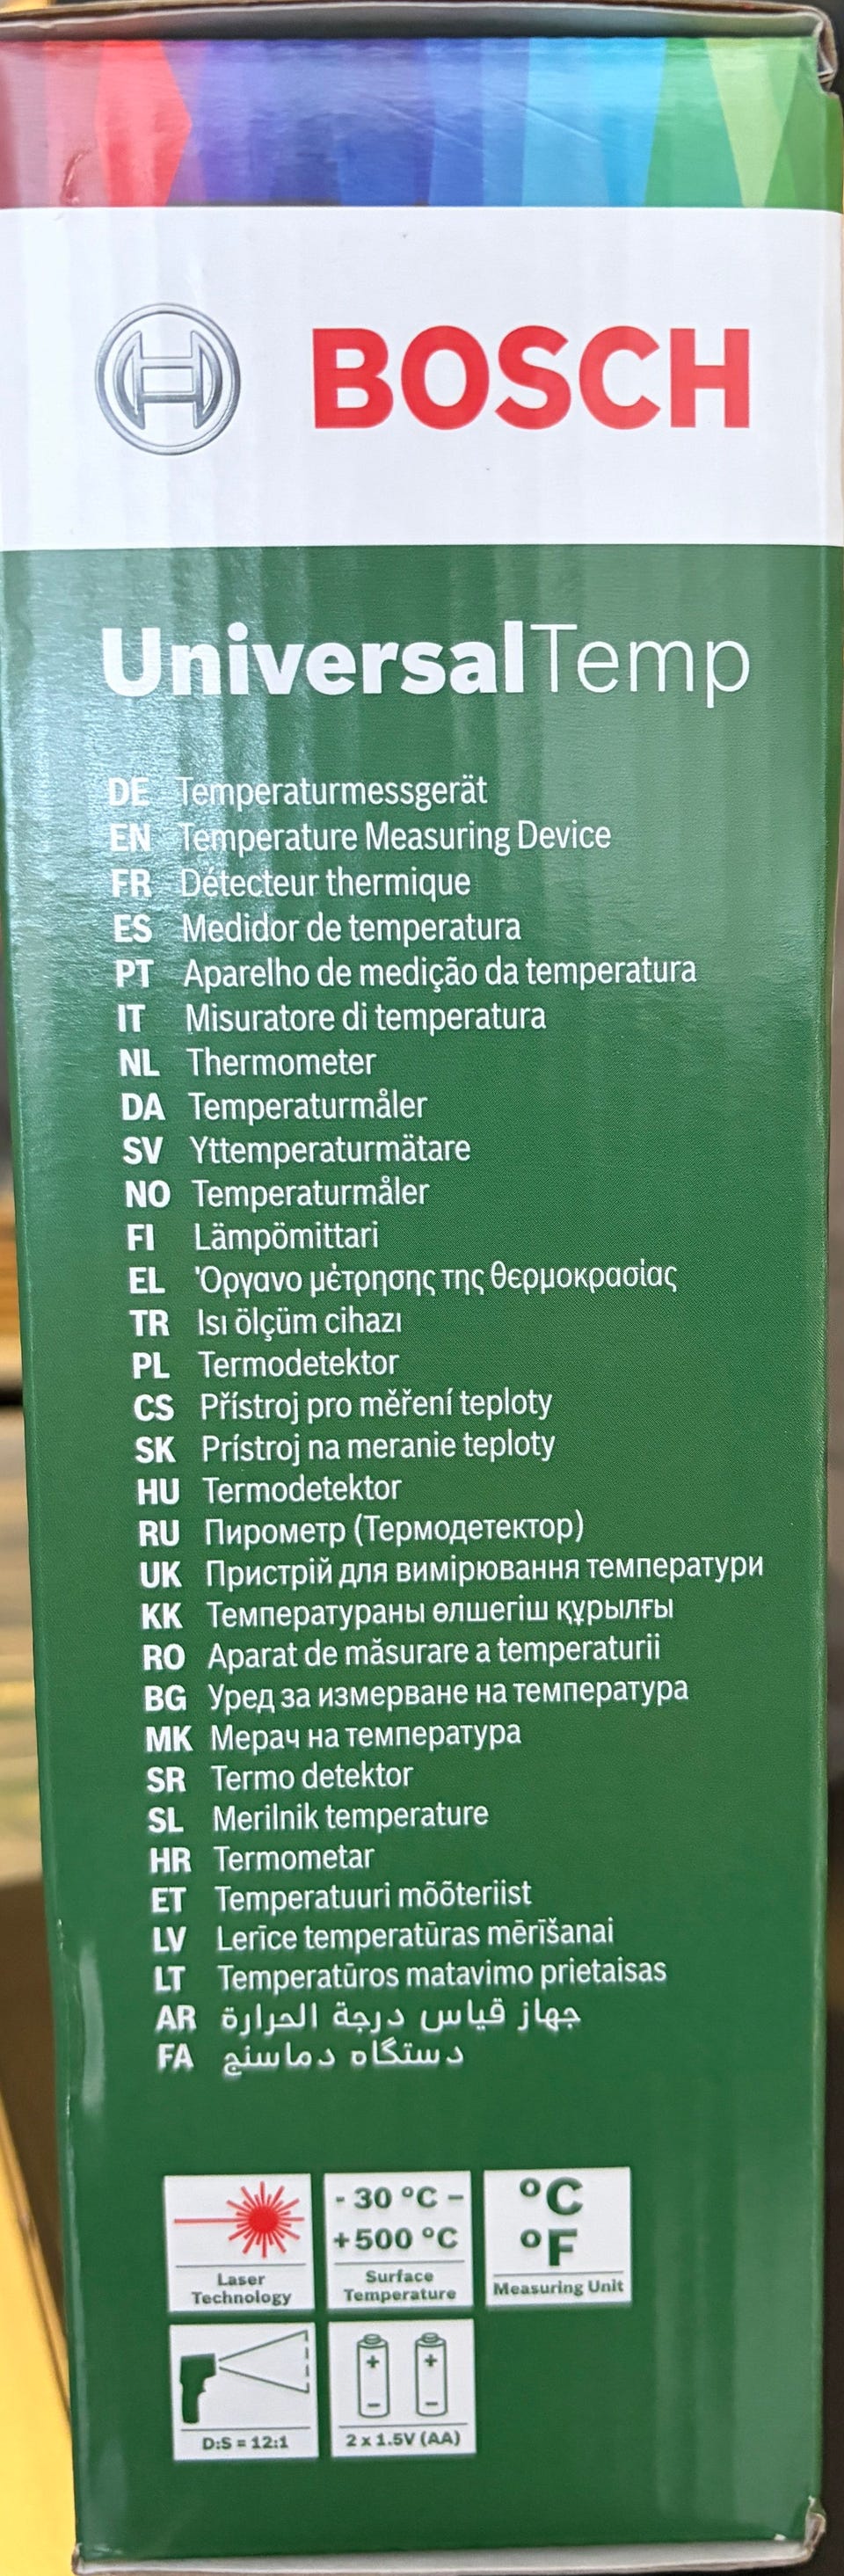 BOSCH
UniversalTemp
DE Temperaturmessgerät
EN Temperature Measuring Device
FR Détecteur thermique
ES Medidor de temperatura
PT Aparelho de medição da temperatura
IT Misuratore di temperatura
NL Thermometer
DA Temperaturmåler
SV Yttemperaturmätare
NO Temperaturmåler
FI Lämpömittari
EL Όργανο μέτρησης της θερμοκρασίας
TR Isı ölçüm cihazı
PL Termodetektor
CS Přístroj pro měření teploty
SK Prístroj na meranie teploty
HU Termodetektor
RU Пирометр (Термодетектор)
UK Пристрій для вимірювання температури
KK Температураны өлшегіш құрылғы
RO Aparat de măsurare a temperaturii
BG Уред за измерване на температура
MK Мерач на температура
SR Termo detektor
SL Merilnik temperature
HR Termometar
ET Temperatuuri mõõteriist
LV Ierīce temperatūras mērīšanai
LT Temperatūros matavimo prietaisas
AR جهاز قياس درجة الحرارة
FA دستگاه دماسنج
- 30 °C –
+500 °C
°C
°F
Laser
Technology
Surface
Temperature
Measuring Unit
D:S = 12:1
2 x 1.5V (AA)